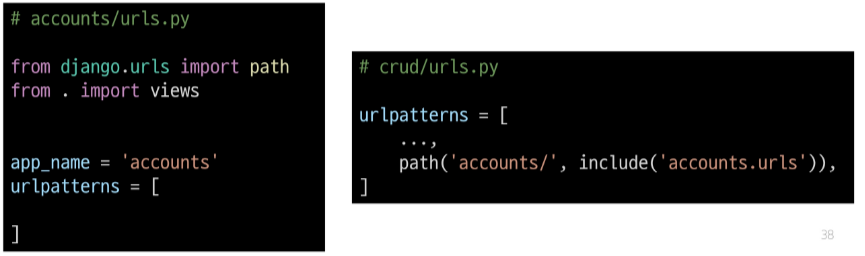 # accounts/urls.py
from django.urls import path
from . import views
app_name = 'accounts'
urlpatterns = [
]
# crud/urls.py
urlpatterns = [
    ...,
    path('accounts/', include('accounts.urls')),
]
38